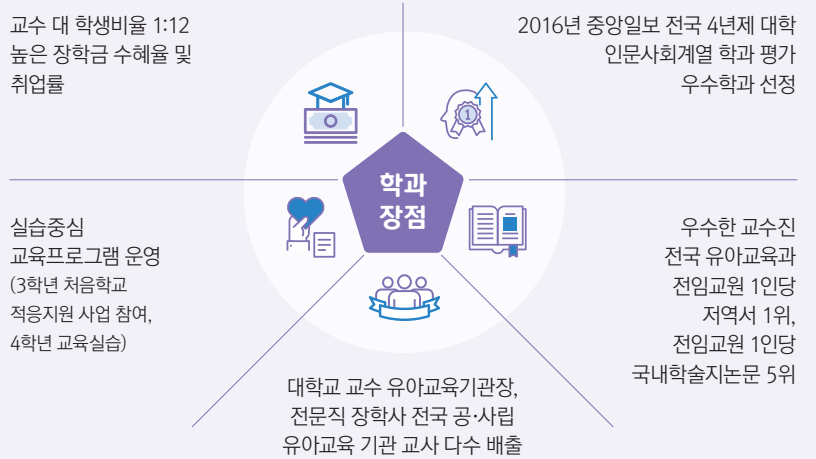 교수 대 학생비율 1:12
높은 장학금 수혜율 및
취업률
2016년 중앙일보 전국 4년제 대학
인문사회계열 학과 평가
우수학과 선정
1
학과
장점
실습중심
교육프로그램 운영
(3학년 처음학교
적응지원 사업 참여,
4학년 교육실습)
우수한 교수진
전국 유아교육과
전임교원 1인당
저역서 1위,
전임교원 1인당
국내학술지논문 5위
대학교 교수 유아교육기관장,
전문직 장학사 전국 공·사립
유아교육 기관 교사 다수 배출